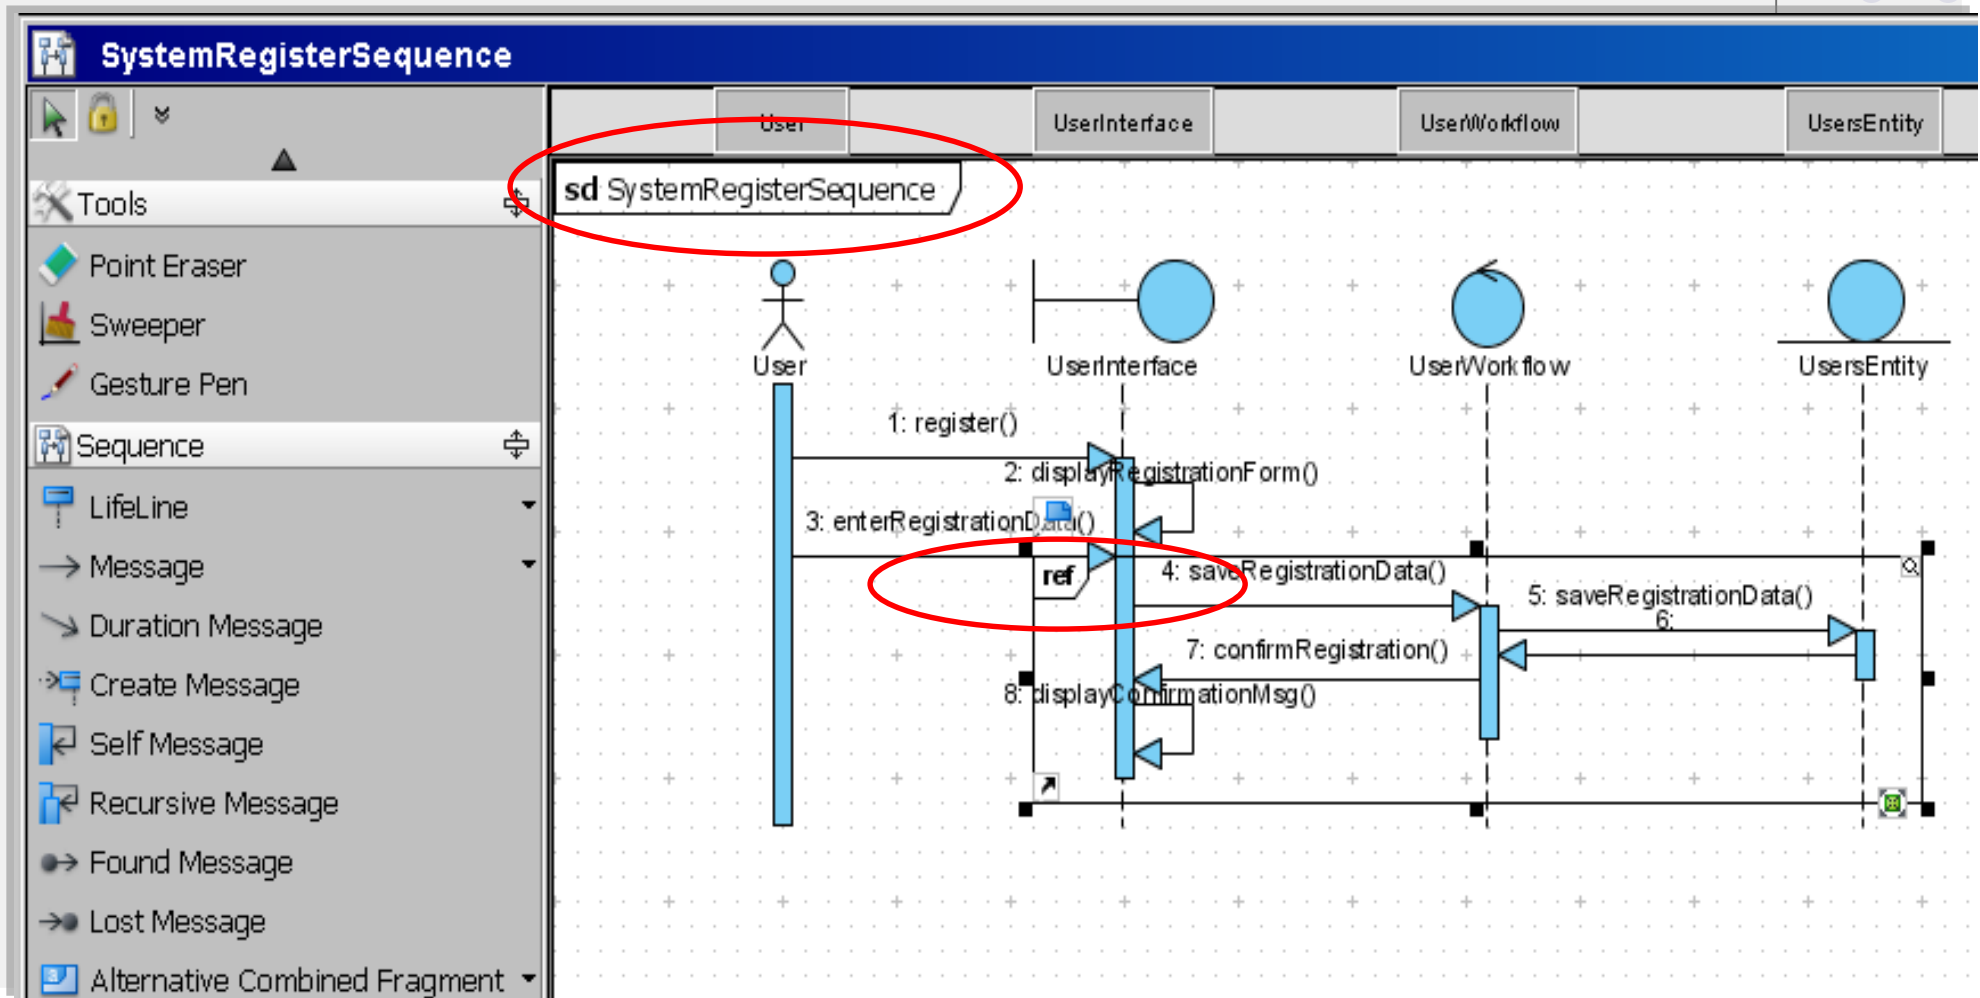 SystemRegisterSequence
User
UserInterface
UserWorkflow
UsersEntity
sd SystemRegisterSequence
Tools
Point Eraser
Sweeper
Gesture Pen
Sequence
LifeLine
Message
Duration Message
Create Message
Self Message
Recursive Message
Found Message
Lost Message
Alternative Combined Fragment
User
UserInterface
UserWorkflow
UsersEntity
1: register()
2: displayRegistrationForm()
3: enterRegistrationData()
ref
4: saveRegistrationData()
5: saveRegistrationData()
6:
7: confirmRegistration()
8: displayConfirmationMsg()